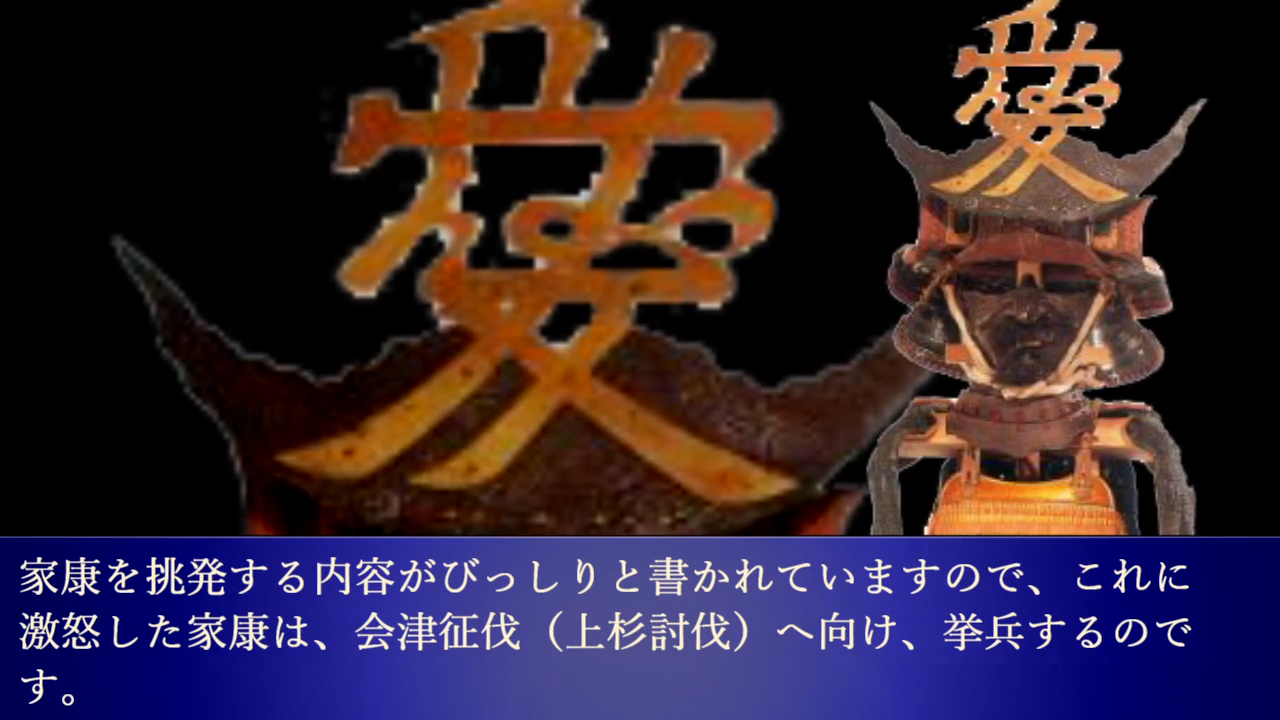 愛
愛
家康を挑発する内容がびっしりと書かれていますので、これに
激怒した家康は、会津征伐（上杉討伐）へ向け、挙兵するので
す。